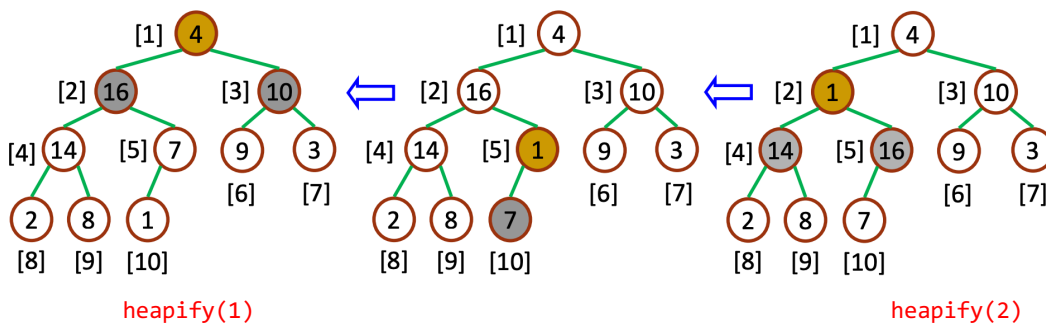 [1] 4 [1] 4 [1] 4
[2] 16 [3] 10 [2] 16 [3] 10 [2] 1 [3] 10
[4] 14 [5] 7 9 3 [4] 14 [5] 1 9 3 [4] 14 [5] 16 9 3
[6] [7] [6] [7] [6] [7]
2 8 1 2 8 7 2 8 7
[8] [9] [10] [8] [9] [10] [8] [9] [10]
heapify(1) heapify(2)